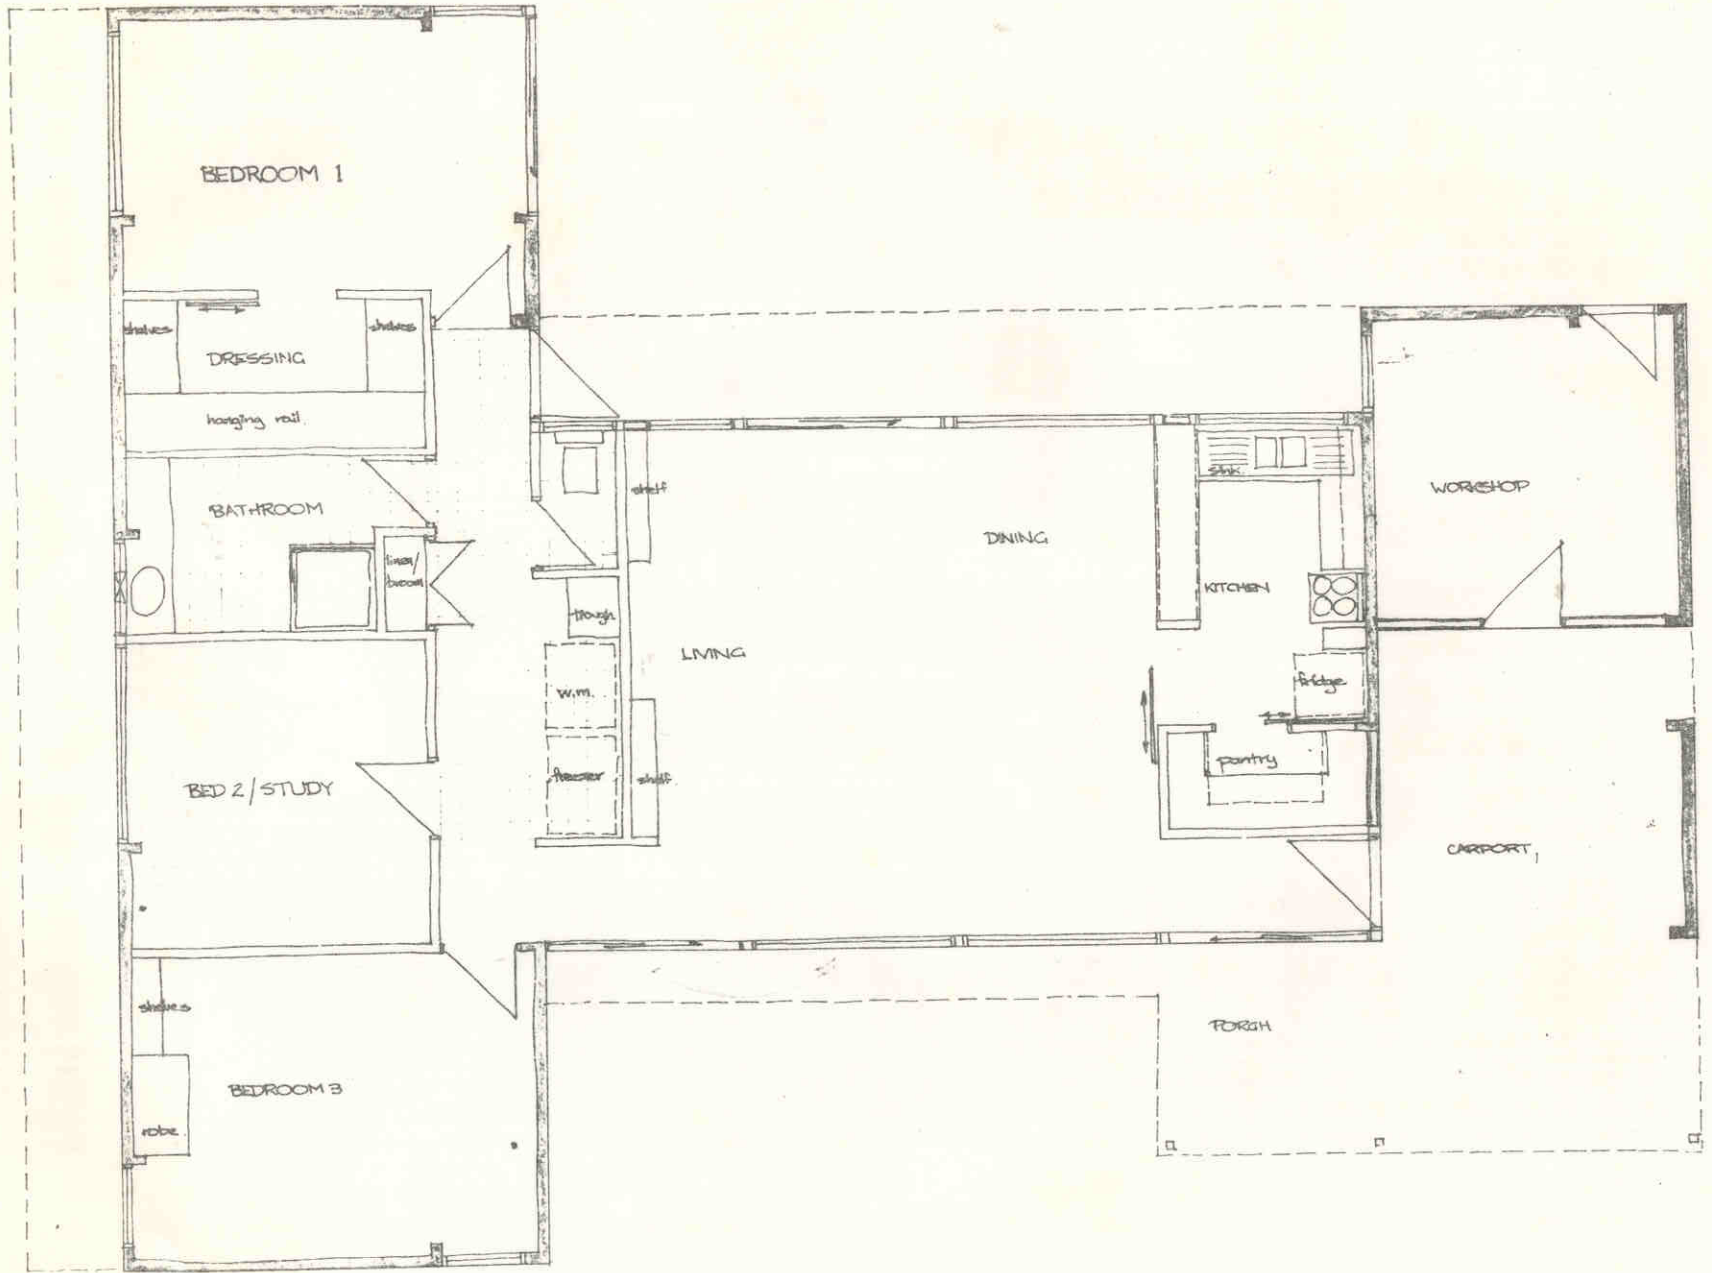 BEDROOM 1
shelves
shelves
DRESSING
hanging rail.
BATHROOM
linen/
broom
shelf
sink.
WORKSHOP
DINING
KITCHEN
trough
LIVING
w.m.
fridge
freezer
shelf.
pantry
BED 2/STUDY
CARPORT,
shelves
PORCH
BEDROOM 3
robe.